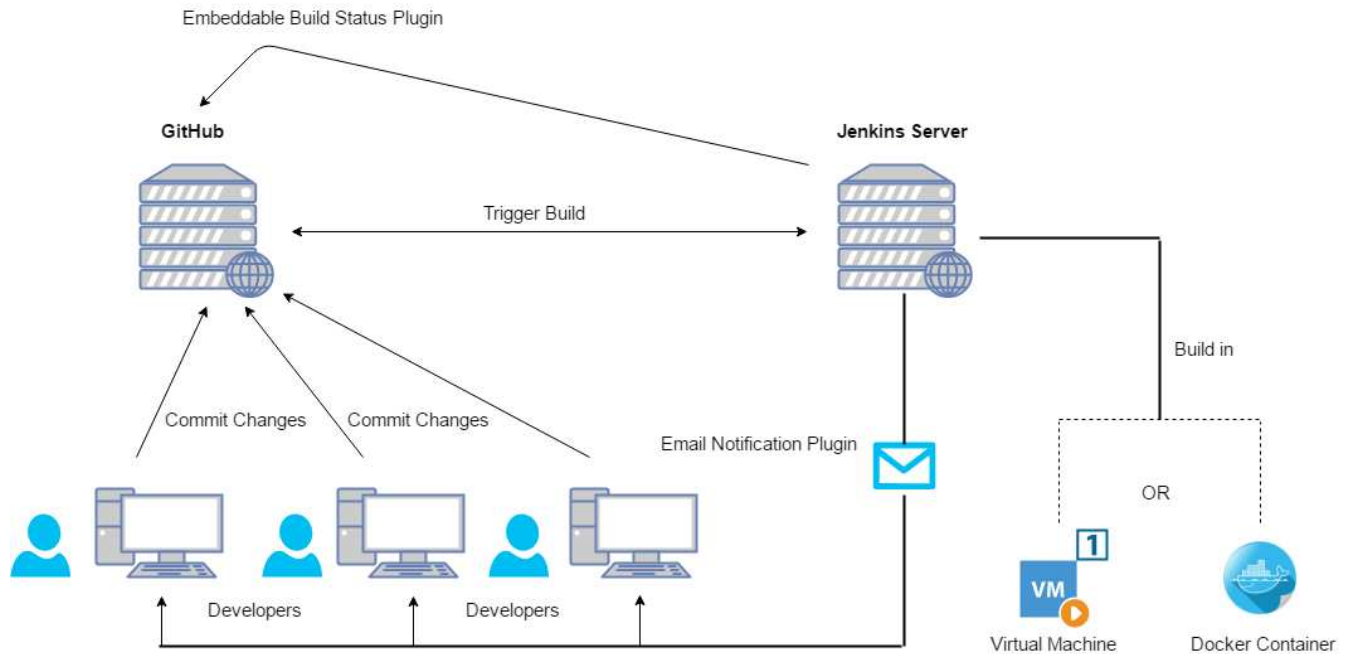 Embeddable Build Status Plugin
GitHub
Jenkins Server
Trigger Build
Build in
Commit Changes
Commit Changes
Email Notification Plugin
OR
1
VM
Developers
Developers
Virtual Machine
Docker Container